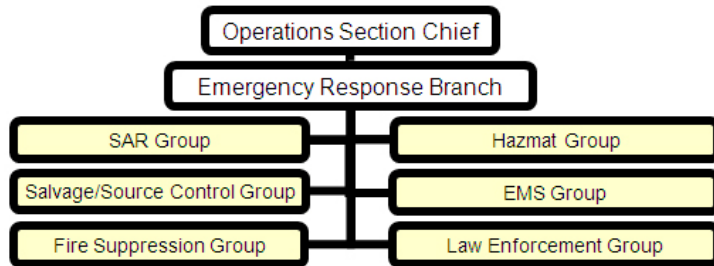 Operations Section Chief
Emergency Response Branch
SAR Group
Hazmat Group
Salvage/Source Control Group
EMS Group
Fire Suppression Group
Law Enforcement Group